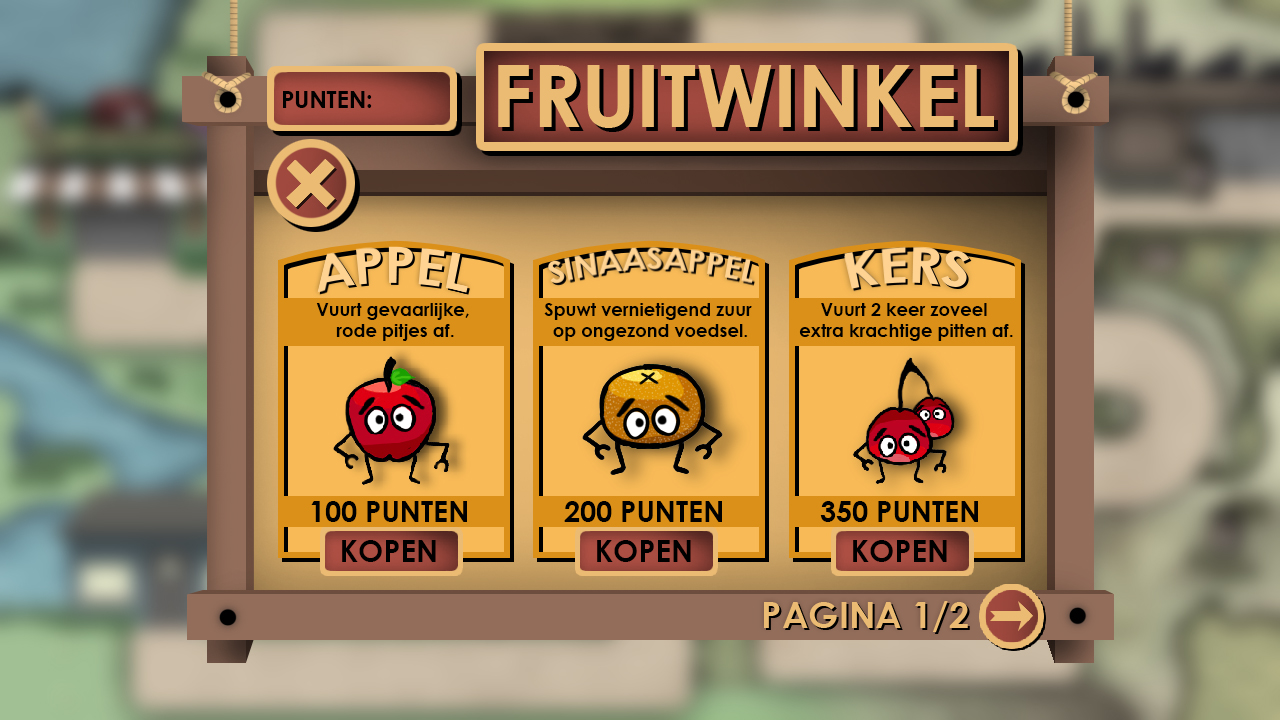 PUNTEN:
FRUITWINKEL
APPEL
Vuurt gevaarlijke,
rode pitjes af.
100 PUNTEN
KOPEN
SINAASAPPEL
Spuwt vernietigend zuur
op ongezond voedsel.
200 PUNTEN
KOPEN
KERS
Vuurt 2 keer zoveel
extra krachtige pitten af.
350 PUNTEN
KOPEN
PAGINA 1/2